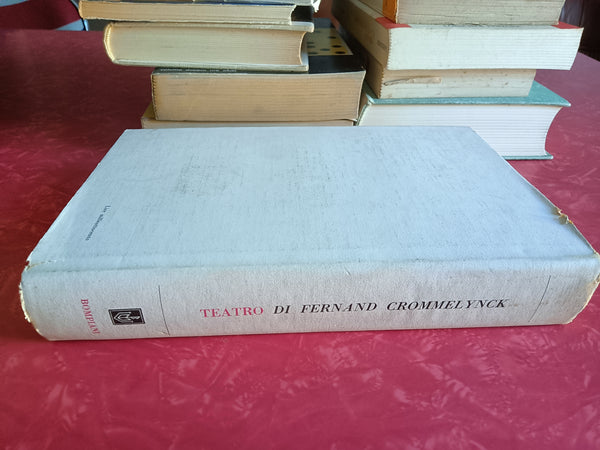 TEATRO DI FERNAND CROMMELYNCK
BOMPIANI